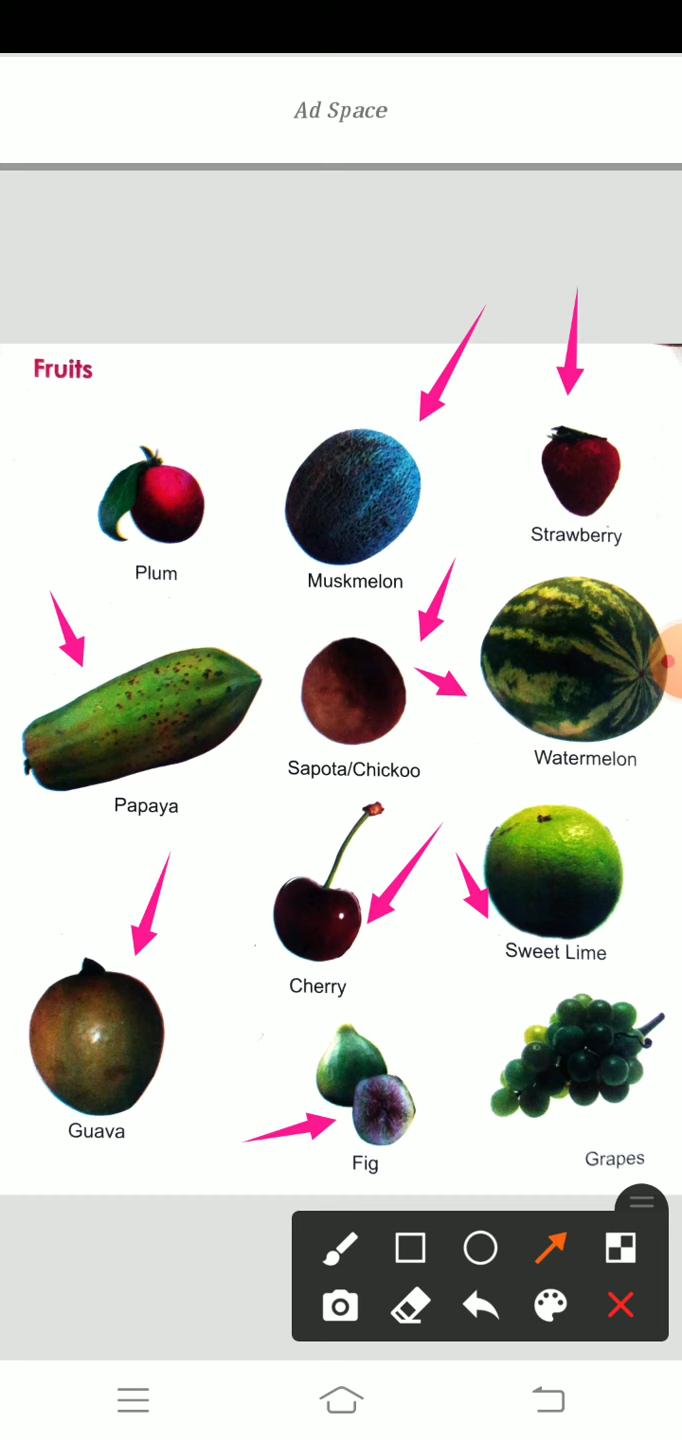 Ad Space
Fruits
Plum
Muskmelon
Strawberry
Papaya
Sapota/Chickoo
Watermelon
Guava
Cherry
Sweet Lime
Fig
Grapes